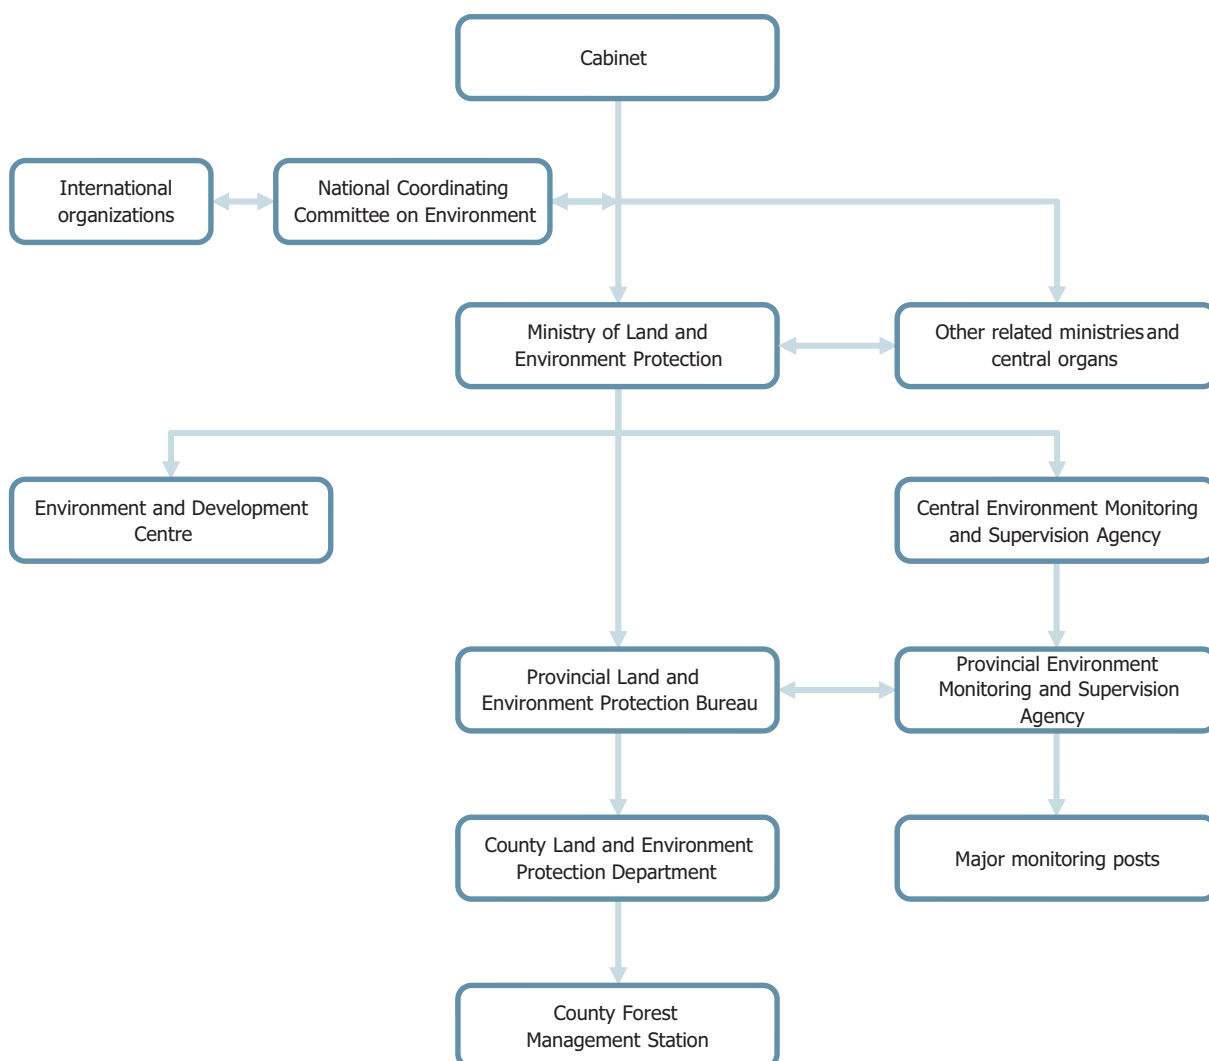 Cabinet
International
organizations
National Coordinating
Committee on Environment
Ministry of Land and
Environment Protection
Other related ministries and
central organs
Environment and Development
Centre
Central Environment Monitoring
and Supervision Agency
Provincial Land and
Environment Protection Bureau
Provincial Environment
Monitoring and Supervision
Agency
County Land and Environment
Protection Department
Major monitoring posts
County Forest
Management Station